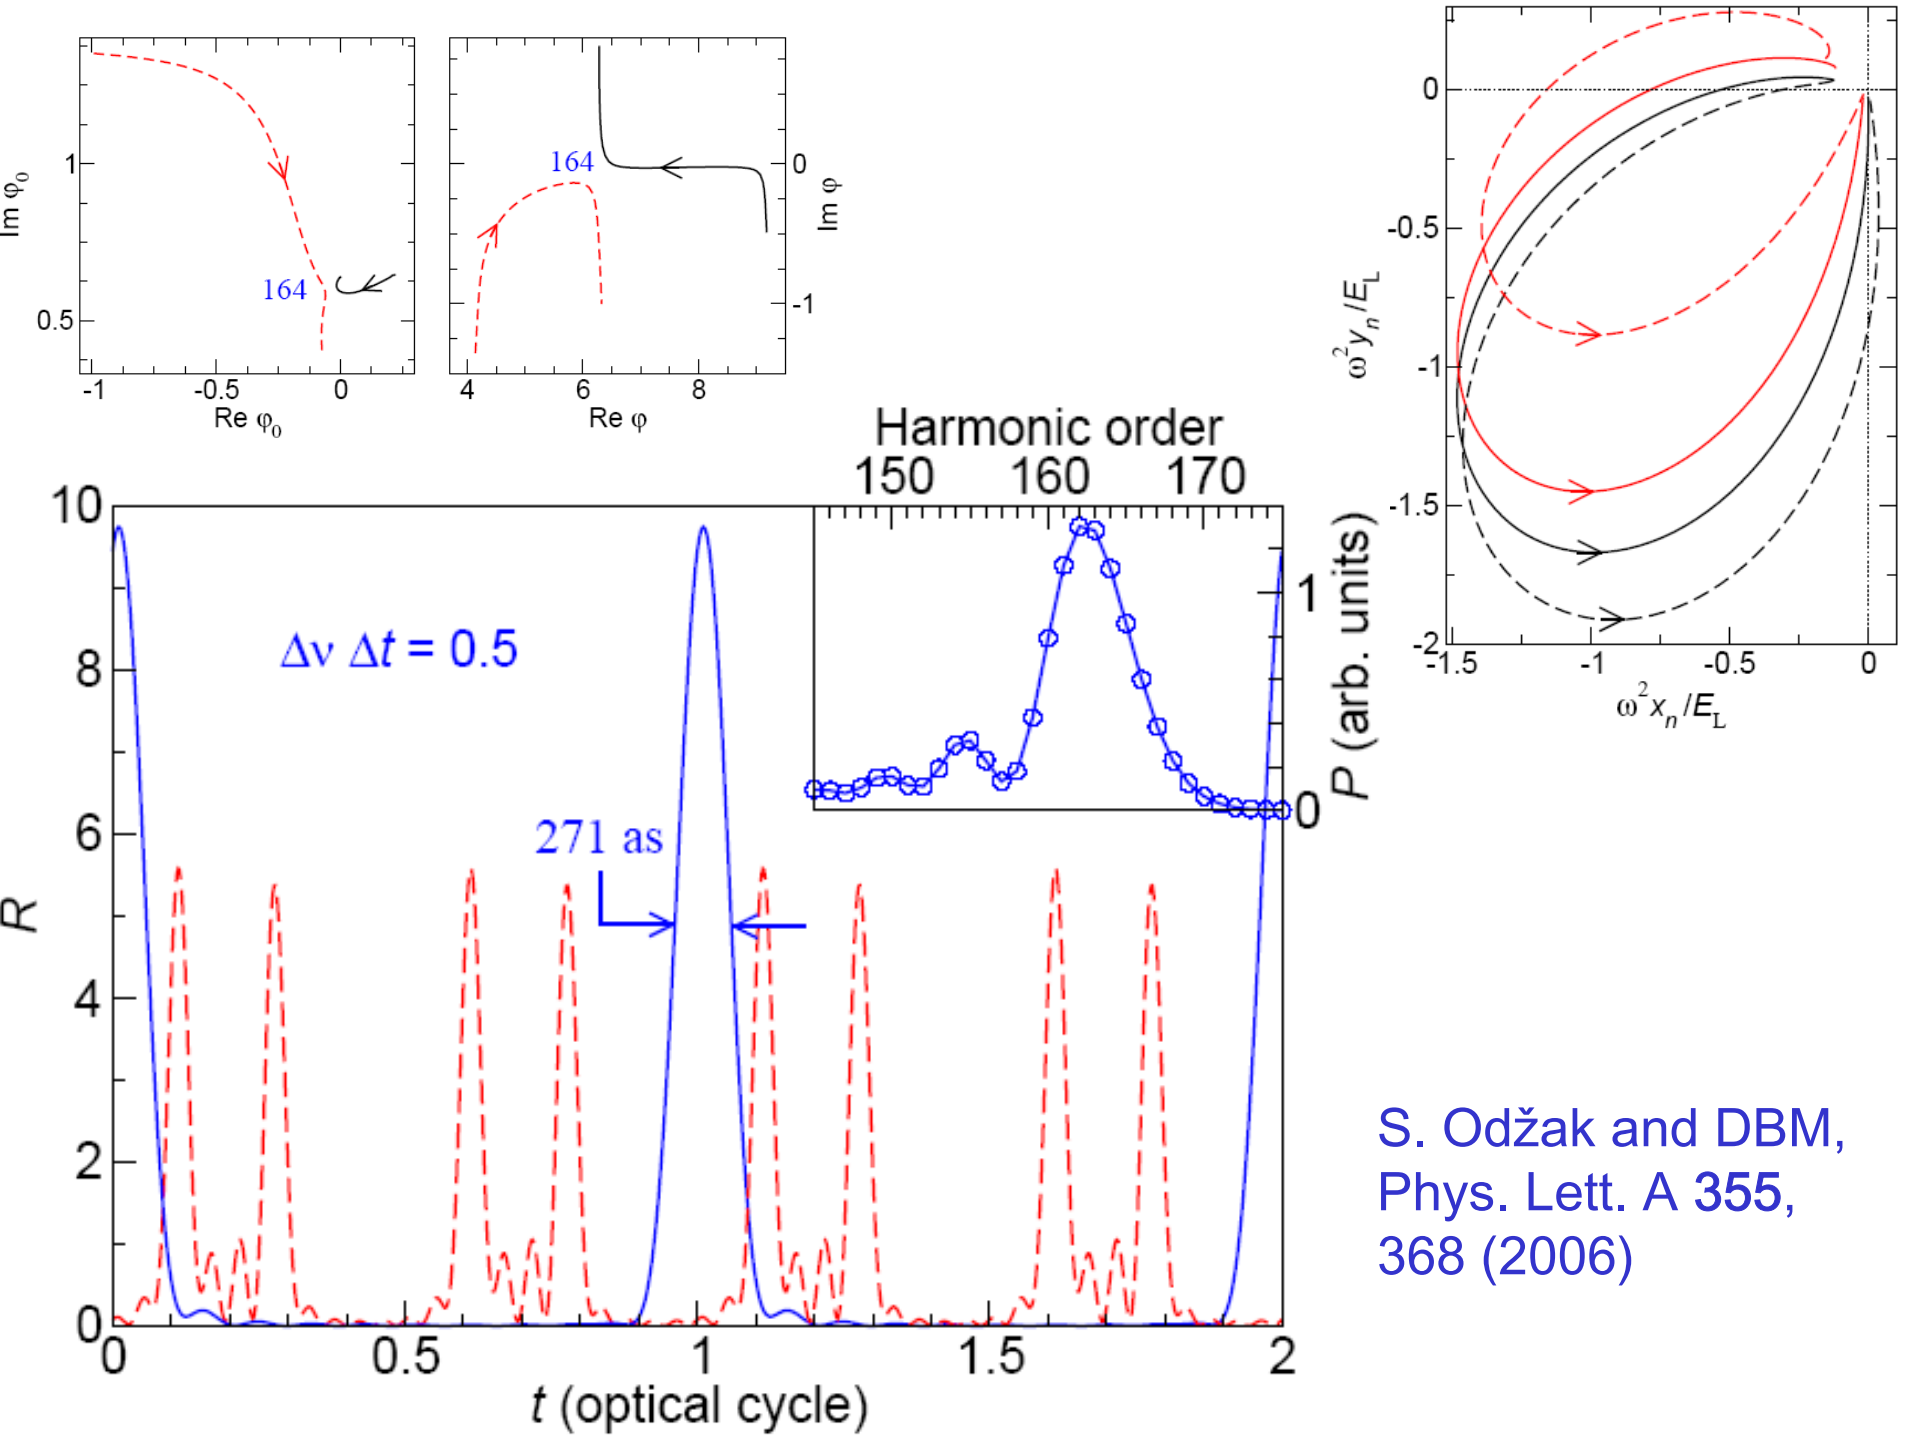 1
0.5
Im φ₀
164
-1
-0.5
0
Re φ₀
164
0
-1
Im φ
4
6
8
Re φ
0
-0.5
-1
-1.5
-2
ω²yₙ/E_L
-1.5
-1
-0.5
0
ω²xₙ/E_L
Harmonic order
150
160
170
1
0
P (arb. units)
10
8
6
4
2
0
R
Δν Δt = 0.5
271 as
0
0.5
1
1.5
2
t (optical cycle)
S. Odžak and DBM,
Phys. Lett. A 355,
368 (2006)